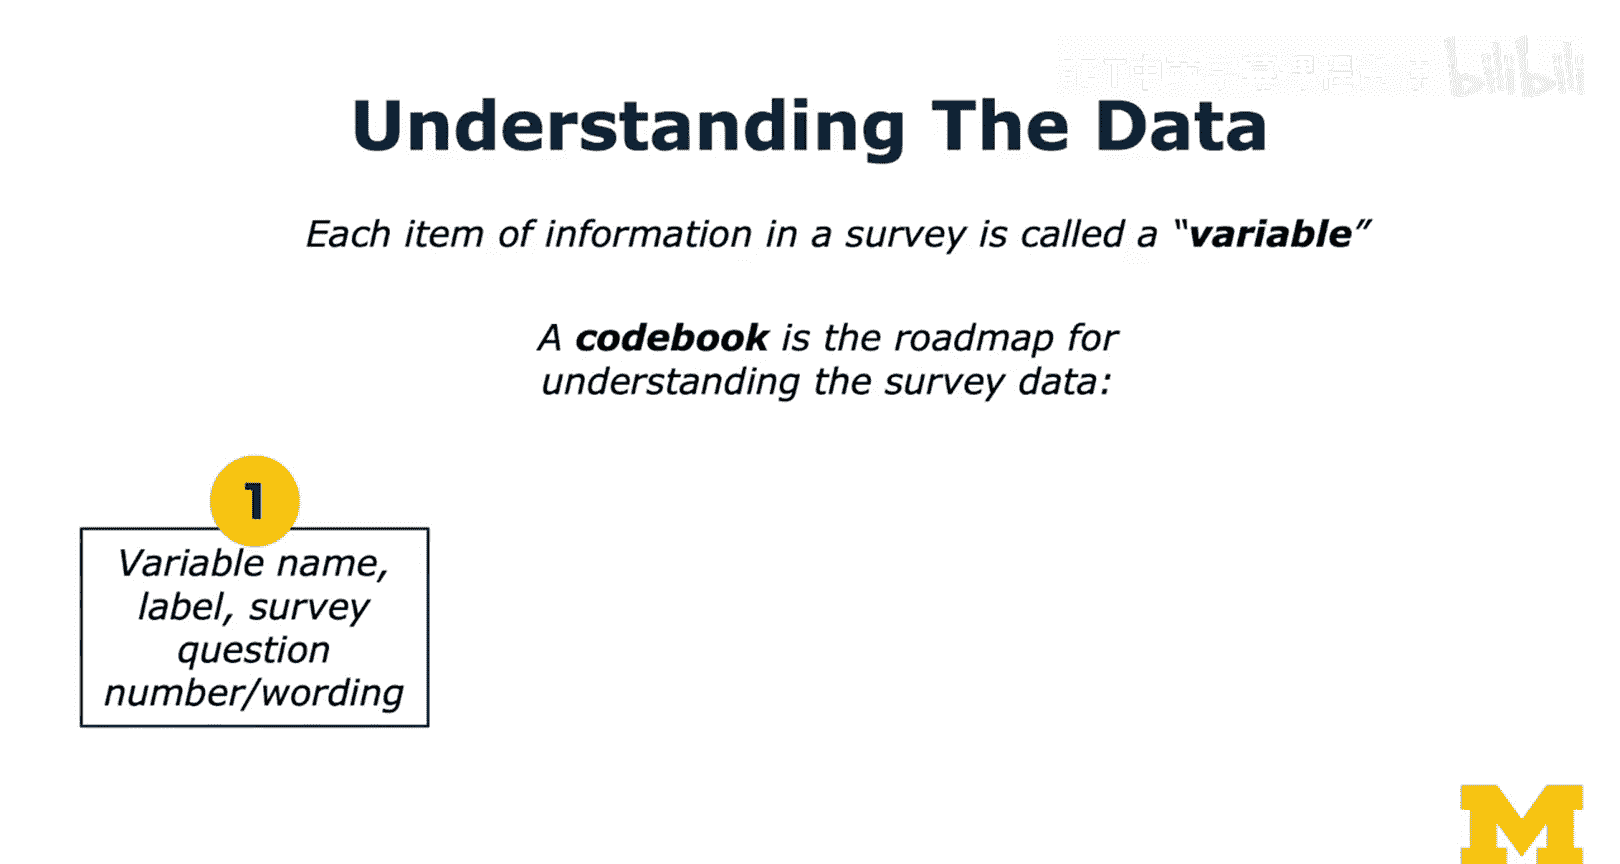 bilibili
Understanding The Data
Each item of information in a survey is called a “variable”
A codebook is the roadmap for
understanding the survey data:
1
Variable name,
label, survey
question
number/wording
M